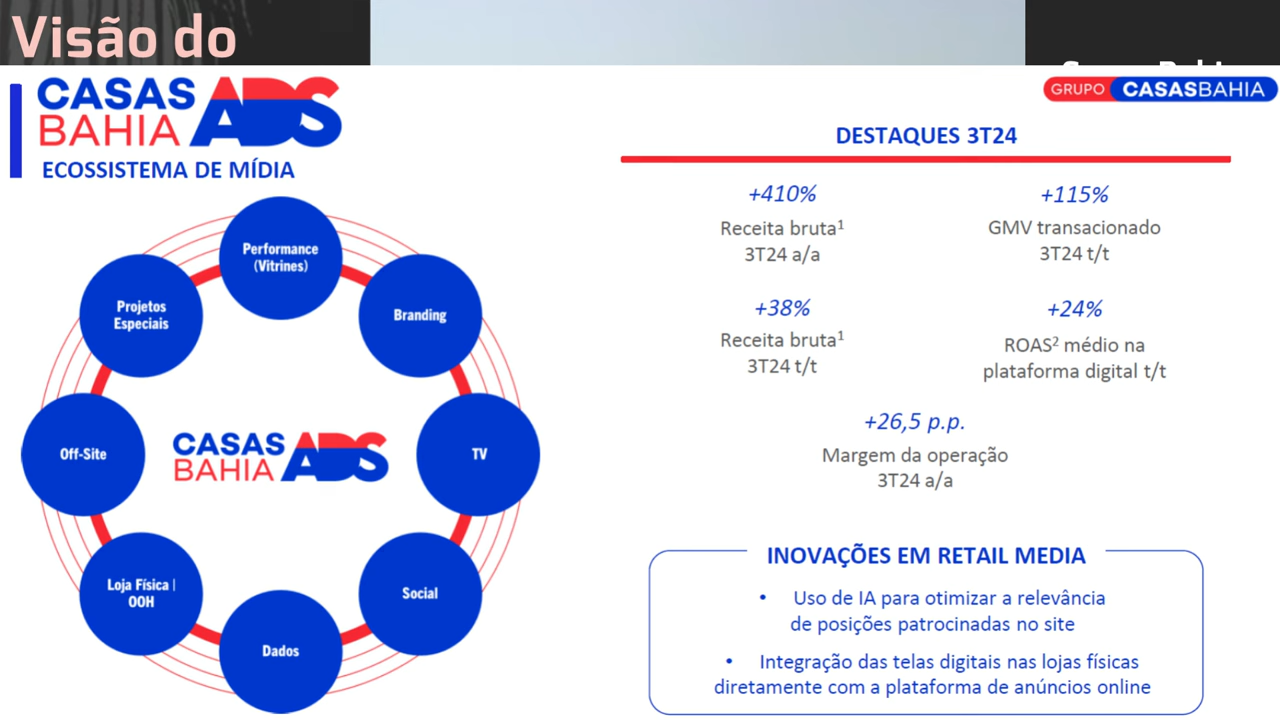 Visão do
CASAS
BAHIA
ADS
ECOSSISTEMA DE MÍDIA
GRUPO CASASBAHIA
Performance
(Vitrines)
Branding
TV
Social
Dados
Loja Física |
OOH
Off-Site
Projetos
Especiais
CASAS
BAHIA
ADS
DESTAQUES 3T24
+410%
Receita bruta¹
3T24 a/a
+115%
GMV transacionado
3T24 t/t
+38%
Receita bruta¹
3T24 t/t
+24%
ROAS² médio na
plataforma digital t/t
+26,5 p.p.
Margem da operação
3T24 a/a
INOVAÇÕES EM RETAIL MEDIA
• Uso de IA para otimizar a relevância
de posições patrocinadas no site
• Integração das telas digitais nas lojas físicas
diretamente com a plataforma de anúncios online